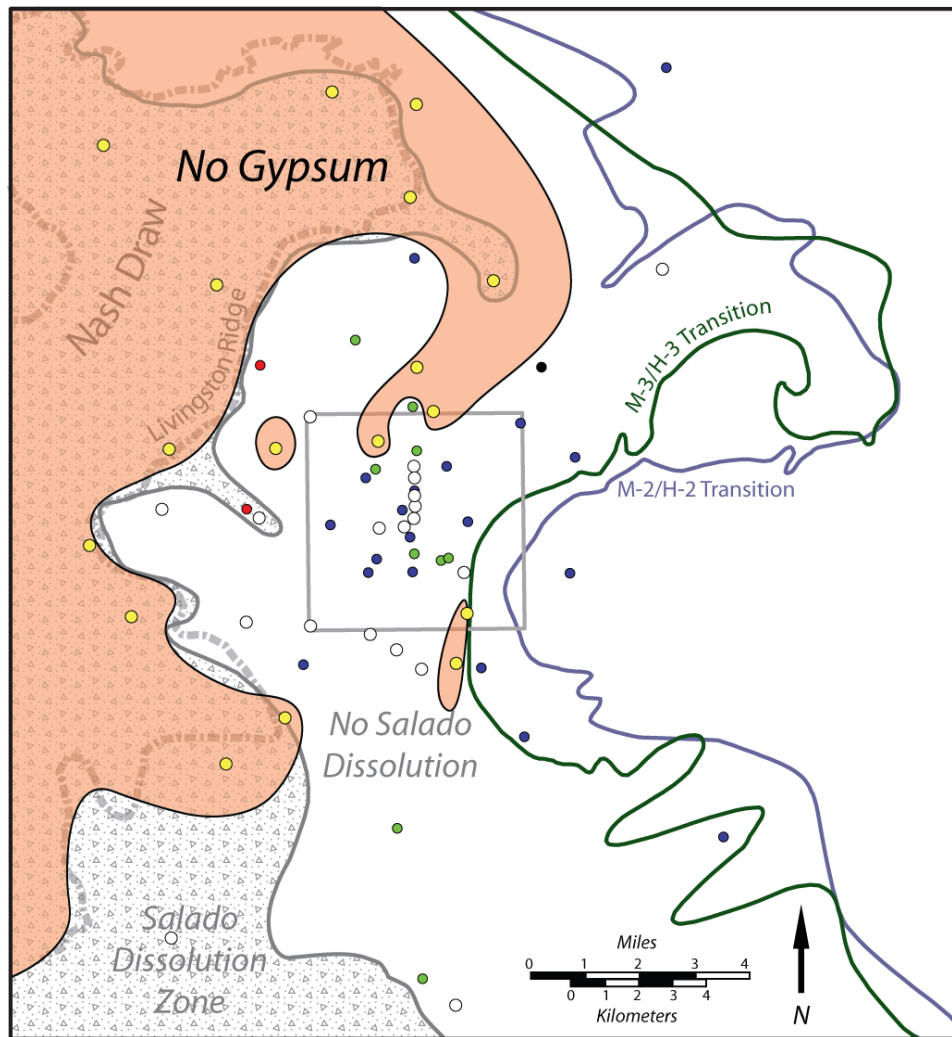 No Gypsum
Nash Draw
Livingston Ridge
M-3/H-3 Transition
M-2/H-2 Transition
No Salado
Dissolution
Salado
Dissolution
Zone
Miles
0 1 2 3 4
0 1 2 3 4
Kilometers
N